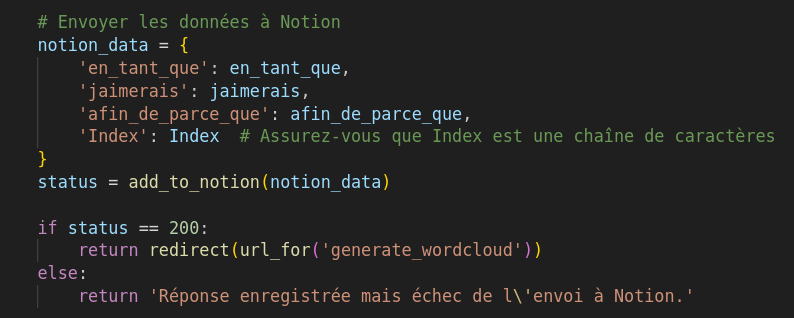 # Envoyer les données à Notion
notion_data = {
    'en_tant_que': en_tant_que,
    'jaimerais': jaimerais,
    'afin_de_parce_que': afin_de_parce_que,
    'Index': Index  # Assurez-vous que Index est une chaîne de caractères
}
status = add_to_notion(notion_data)

if status == 200:
    return redirect(url_for('generate_wordcloud'))
else:
    return 'Réponse enregistrée mais échec de l\'envoi à Notion.'